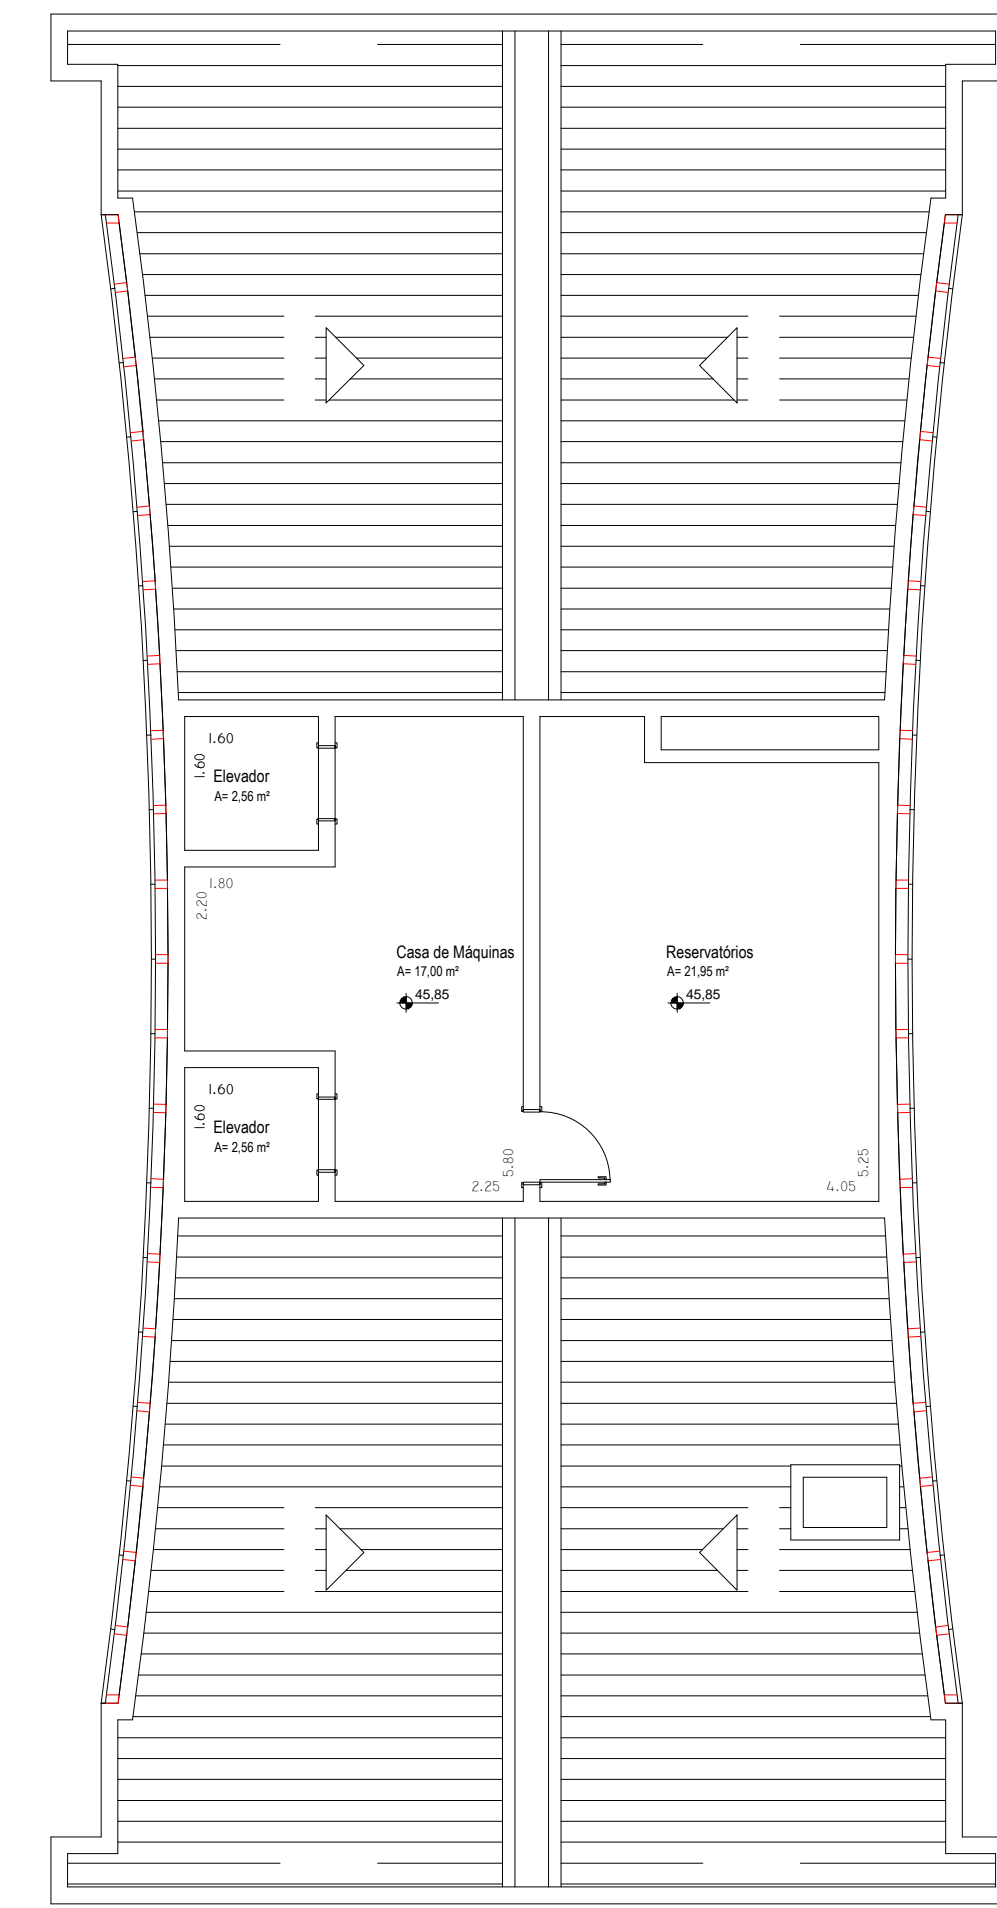 1.60
1.60
Elevador
A= 2,56 m²
1.80
2.20
Casa de Máquinas
A= 17,00 m²
45,85
Reservatórios
A= 21,95 m²
45,85
1.60
1.60
Elevador
A= 2,56 m²
5.80
2.25
5.25
4.05